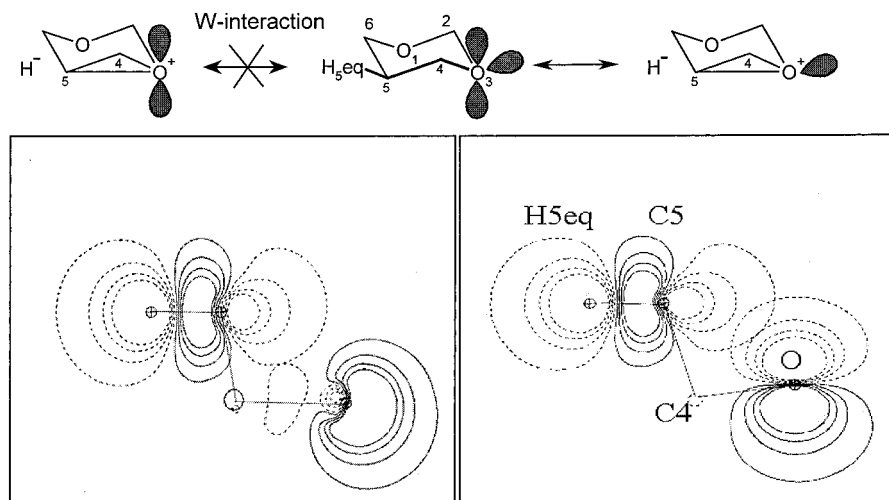 W-interaction
6 2
O O
H⁻ 5 4 O⁺ H₅eq 1 4 O 3 5 H⁻ 5 4 O⁺
H5eq C5
O
C4